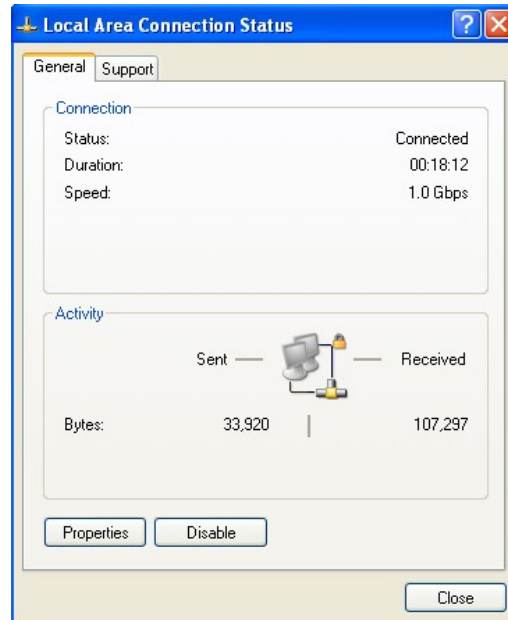 Local Area Connection Status
General Support
Connection
Status: Connected
Duration: 00:18:12
Speed: 1.0 Gbps
Activity
Sent Received
Bytes: 33,920 107,297
Properties Disable
Close